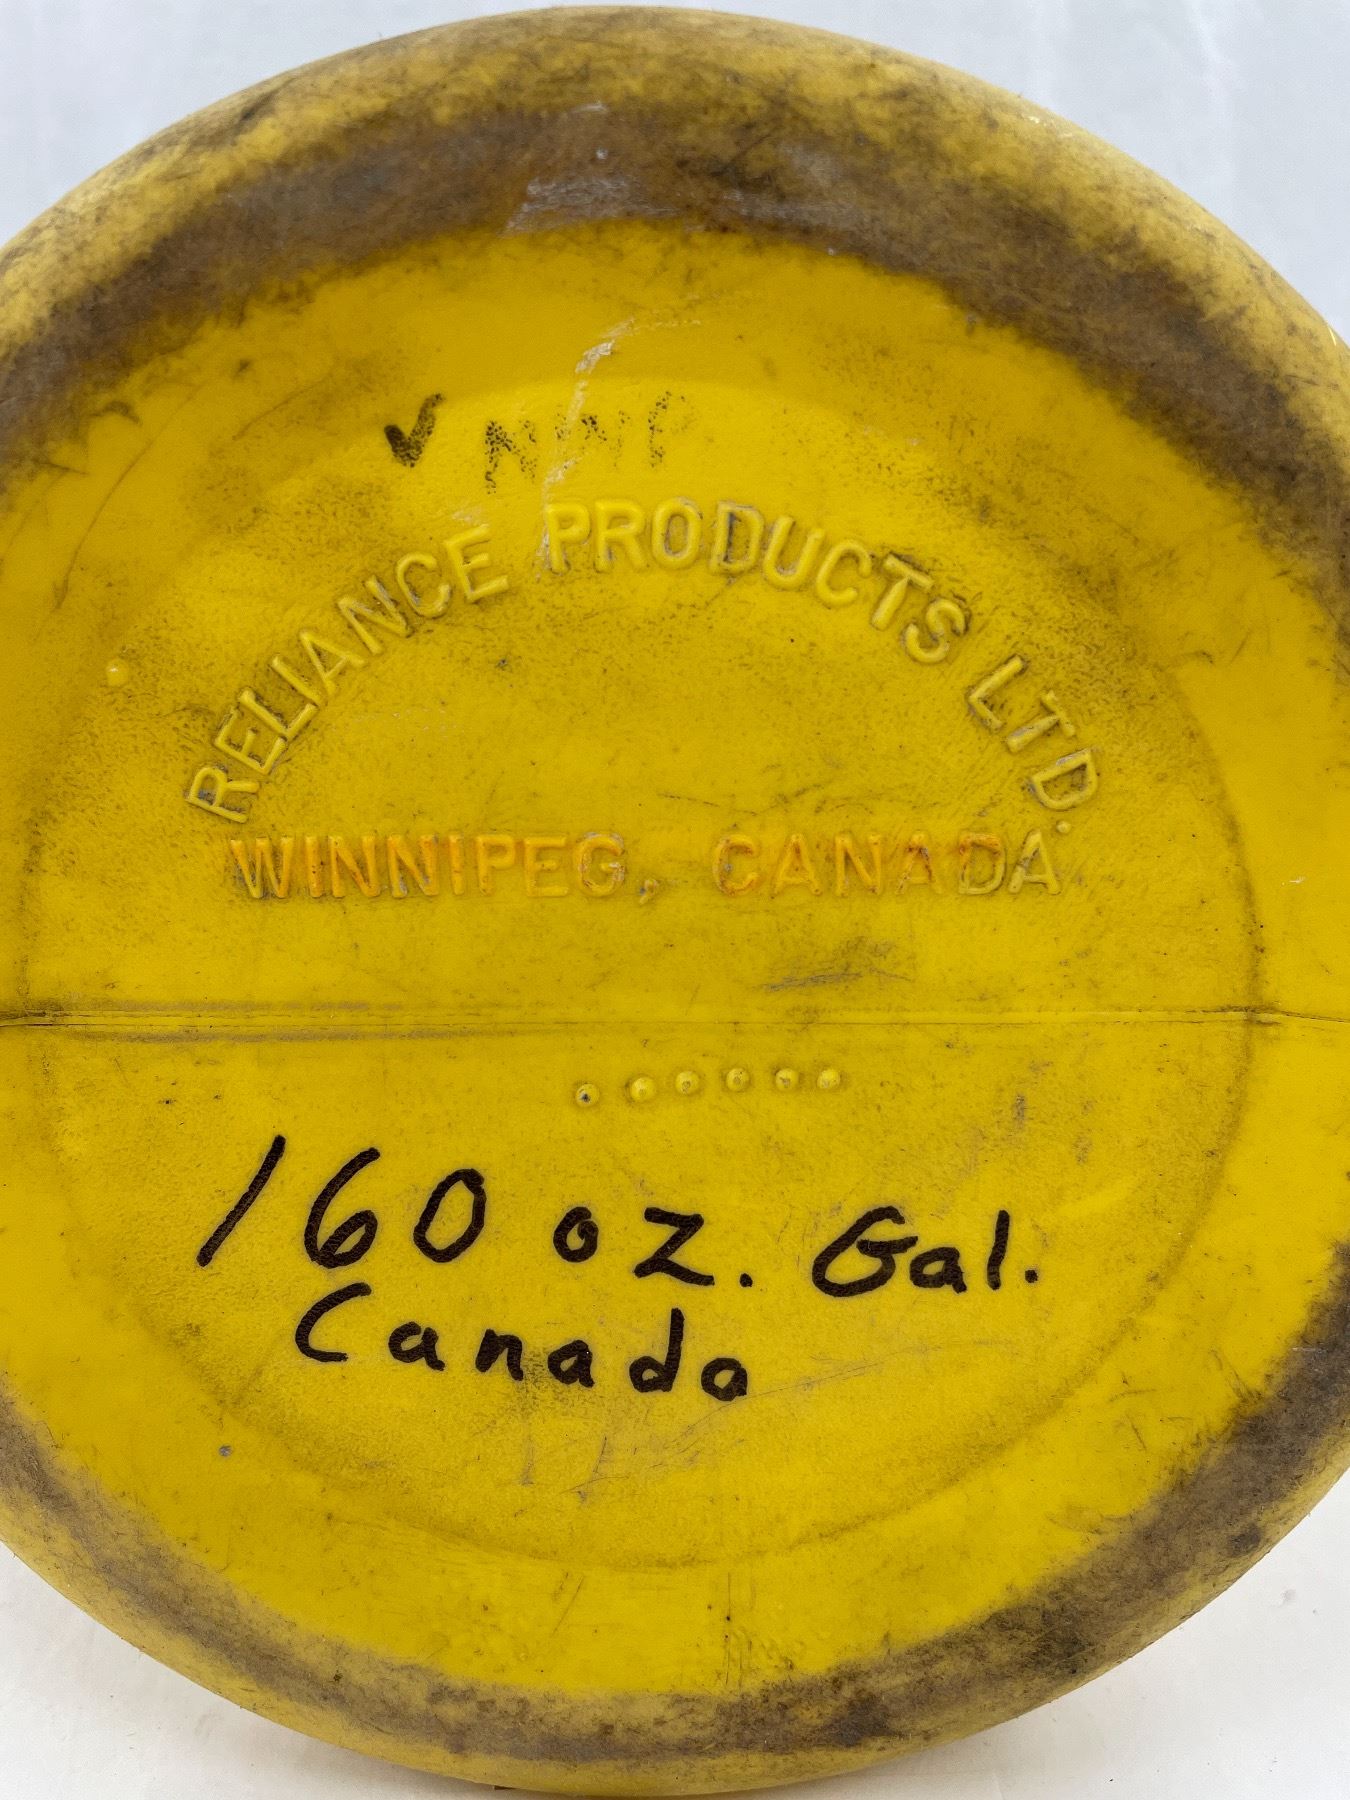 RELIANCE PRODUCTS LTD.
WINNIPEG, CANADA
160 oz. Gal.
Canada